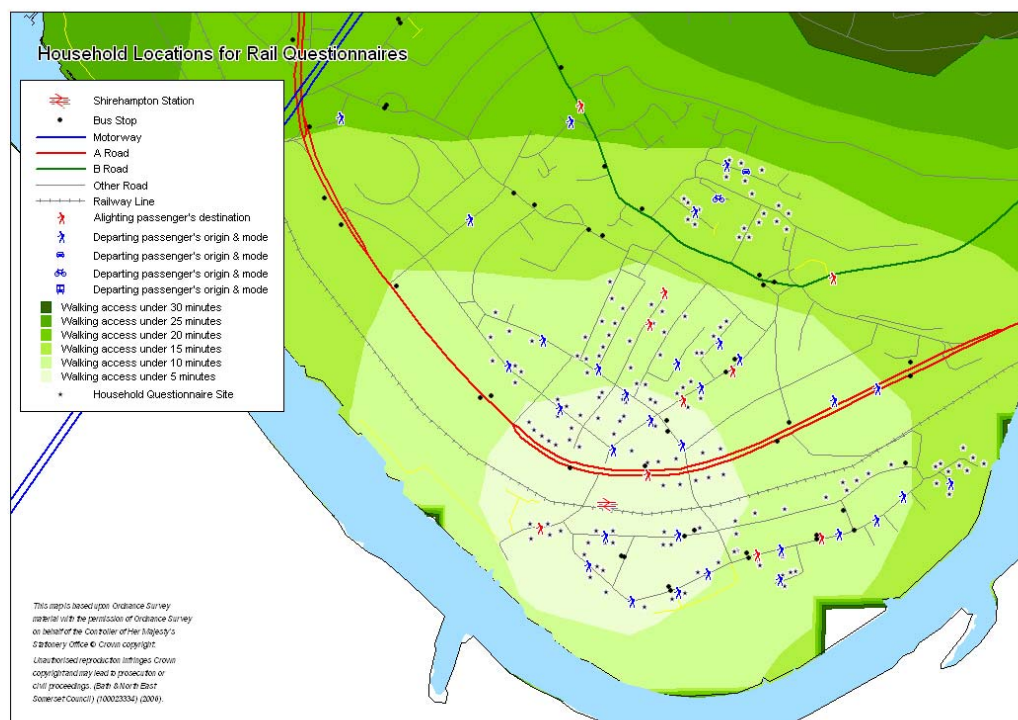 Household Locations for Rail Questionnaires
Shirehampton Station
Bus Stop
Motorway
A Road
B Road
Other Road
Railway Line
Alighting passenger's destination
Departing passenger's origin & mode
Departing passenger's origin & mode
Departing passenger's origin & mode
Departing passenger's origin & mode
Walking access under 30 minutes
Walking access under 25 minutes
Walking access under 20 minutes
Walking access under 15 minutes
Walking access under 10 minutes
Walking access under 5 minutes
Household Questionnaire Site
This map is based upon Ordnance Survey
material with the permission of Ordnance Survey
on behalf of the Controller of Her Majesty's
Stationery Office © Crown copyright.
Unauthorised reproduction infringes Crown
copyright and may lead to prosecution or
civil proceedings. (Bath & North East
Somerset Council) (100023334) (2006).